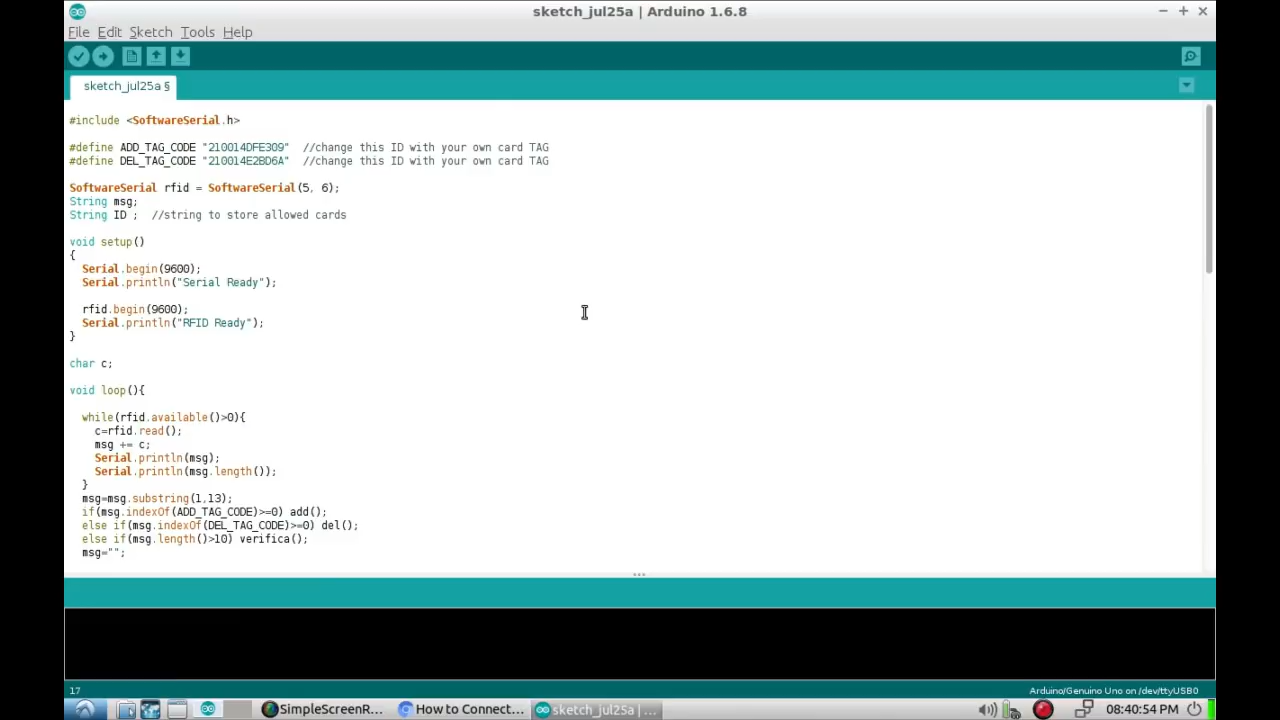 sketch_jul25a | Arduino 1.6.8
File Edit Sketch Tools Help
sketch_jul25a §
#include <SoftwareSerial.h>
#define ADD_TAG_CODE "210014DFE309"  //change this ID with your own card TAG
#define DEL_TAG_CODE "210014E2BD6A"  //change this ID with your own card TAG
SoftwareSerial rfid = SoftwareSerial(5, 6);
String msg;
String ID ;  //string to store allowed cards
void setup()
{
  Serial.begin(9600);
  Serial.println("Serial Ready");
  rfid.begin(9600);
  Serial.println("RFID Ready");
}
char c;
void loop(){
  while(rfid.available()>0){
    c=rfid.read();
    msg += c;
    Serial.println(msg);
    Serial.println(msg.length());
  }
  msg=msg.substring(1,13);
  if(msg.indexOf(ADD_TAG_CODE)>=0) add();
  else if(msg.indexOf(DEL_TAG_CODE)>=0) del();
  else if(msg.length()>10) verifica();
  msg="";
17 Arduino/Genuino Uno on /dev/ttyUSB0
SimpleScreenR... How to Connect... sketch_jul25a | ... 08:40:54 PM